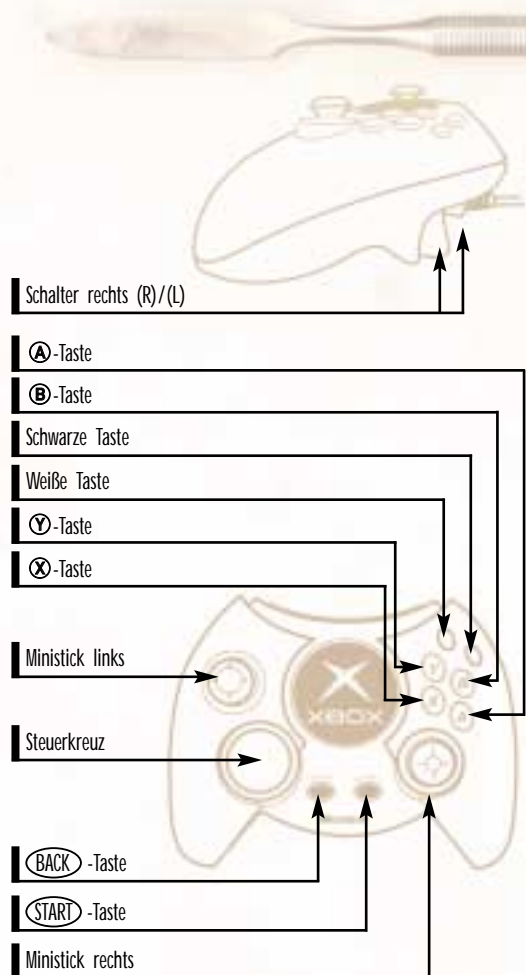 Schalter rechts (R)/(L)
A-Taste
B-Taste
Schwarze Taste
Weiße Taste
Y-Taste
X-Taste
Ministick links
XBOX
Steuerkreuz
BACK -Taste
START -Taste
Ministick rechts